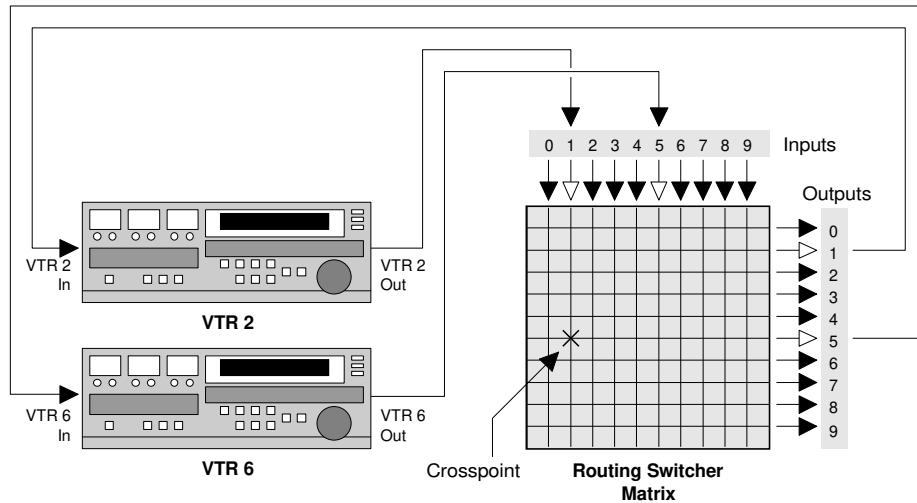 0 1 2 3 4 5 6 7 8 9
Inputs
Outputs
0
1
2
3
4
5
6
7
8
9
VTR 2
In
VTR 2
Out
VTR 2
VTR 6
In
VTR 6
Out
VTR 6
Crosspoint
Routing Switcher
Matrix